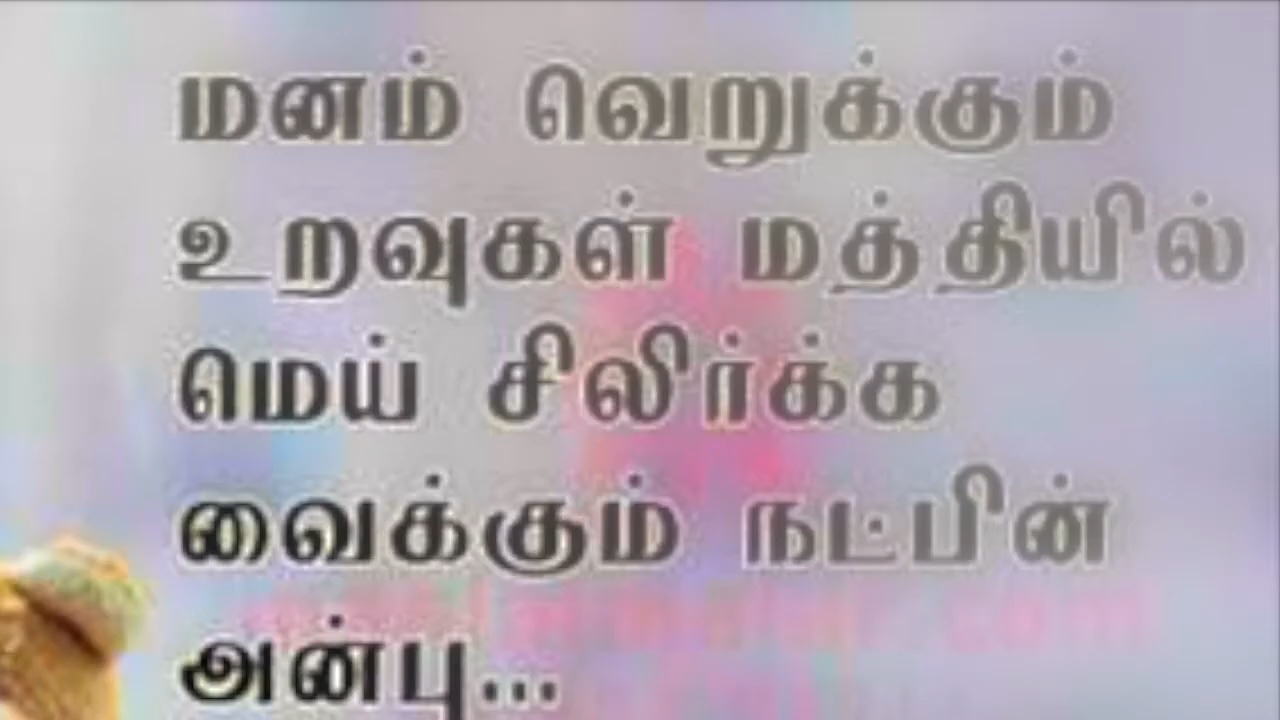 மனம் வெறுக்கும்
உறவுகள் மத்தியில்
மெய் சிலிர்க்க
வைக்கும் நட்பின்
அன்பு...